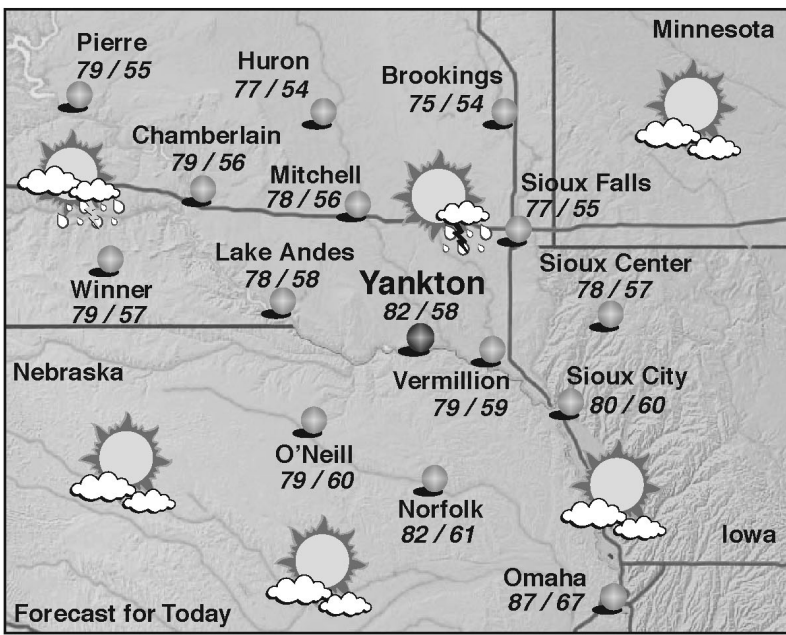 Pierre
79 / 55
Huron
77 / 54
Brookings
75 / 54
Minnesota
Chamberlain
79 / 56
Mitchell
78 / 56
Sioux Falls
77 / 55
Winner
79 / 57
Lake Andes
78 / 58
Yankton
82 / 58
Sioux Center
78 / 57
Nebraska
Vermillion
79 / 59
Sioux City
80 / 60
O'Neill
79 / 60
Norfolk
82 / 61
Iowa
Omaha
87 / 67
Forecast for Today